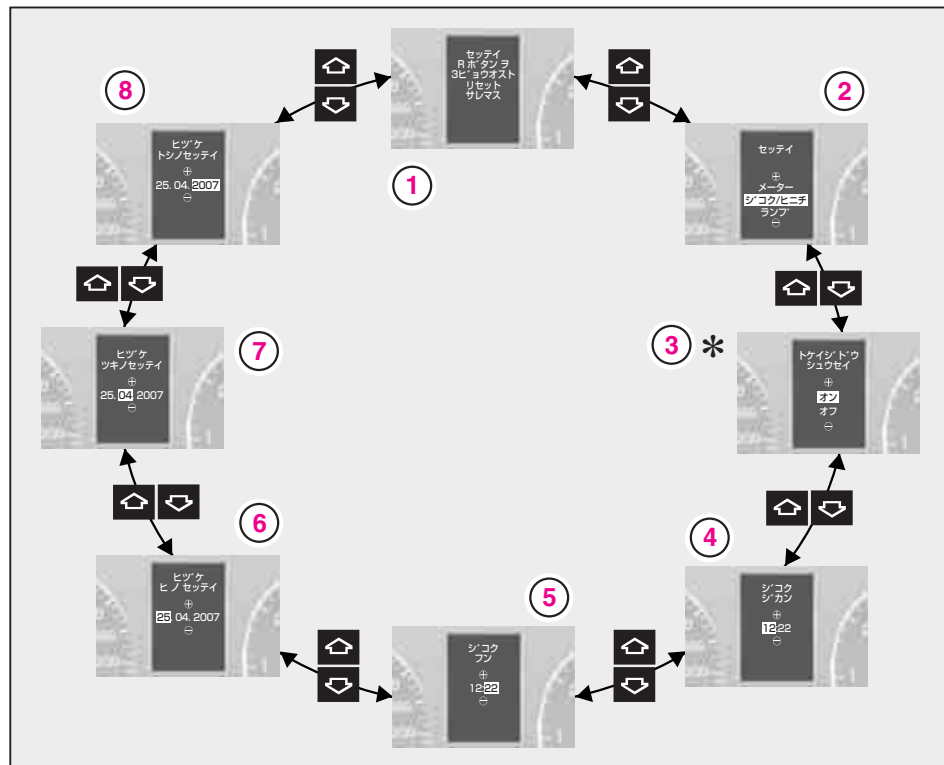 1
セッテイ
R ボタン ヲ
3ビョウオスト
リセット
サレマス
2
セッテイ
メーター
ジコク/ヒニチ
ランプ
3 *
トケイジドウ
シュウセイ
オン
オフ
4
ジコク
ジカン
12:22
5
ジコク
フン
12:22
6
ヒヅケ
ヒ ノ セッテイ
25. 04. 2007
7
ヒヅケ
ツキノセッテイ
25. 04 2007
8
ヒヅケ
トシノセッテイ
25. 04. 2007